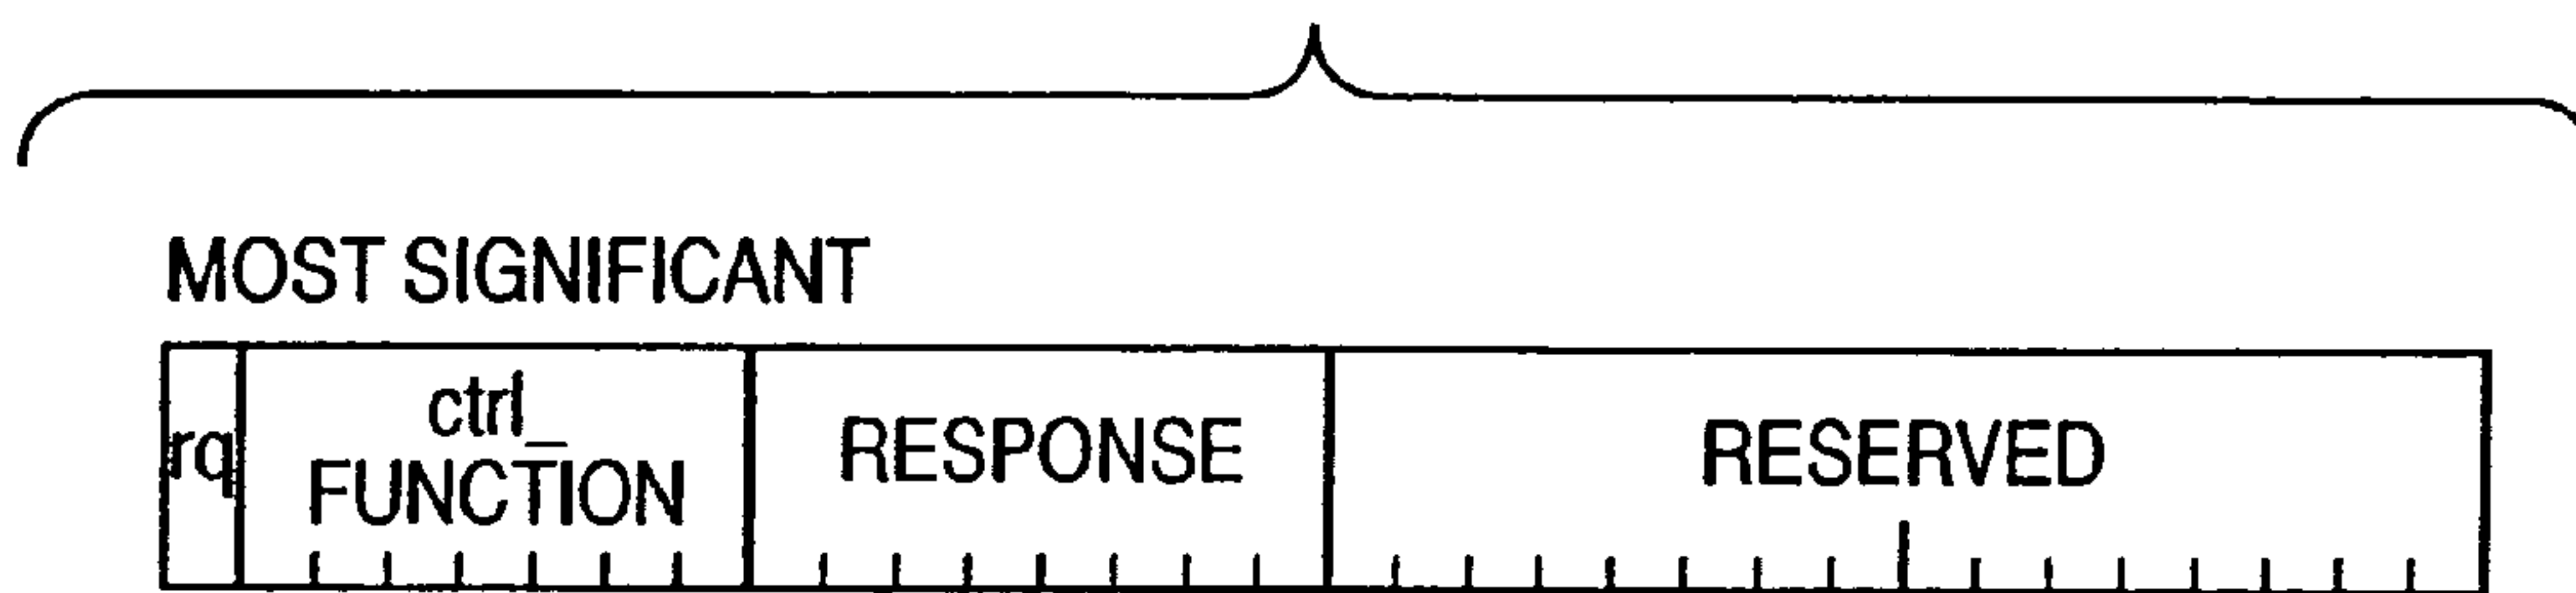 MOST SIGNIFICANT
rq
ctrl_
FUNCTION
RESPONSE
RESERVED